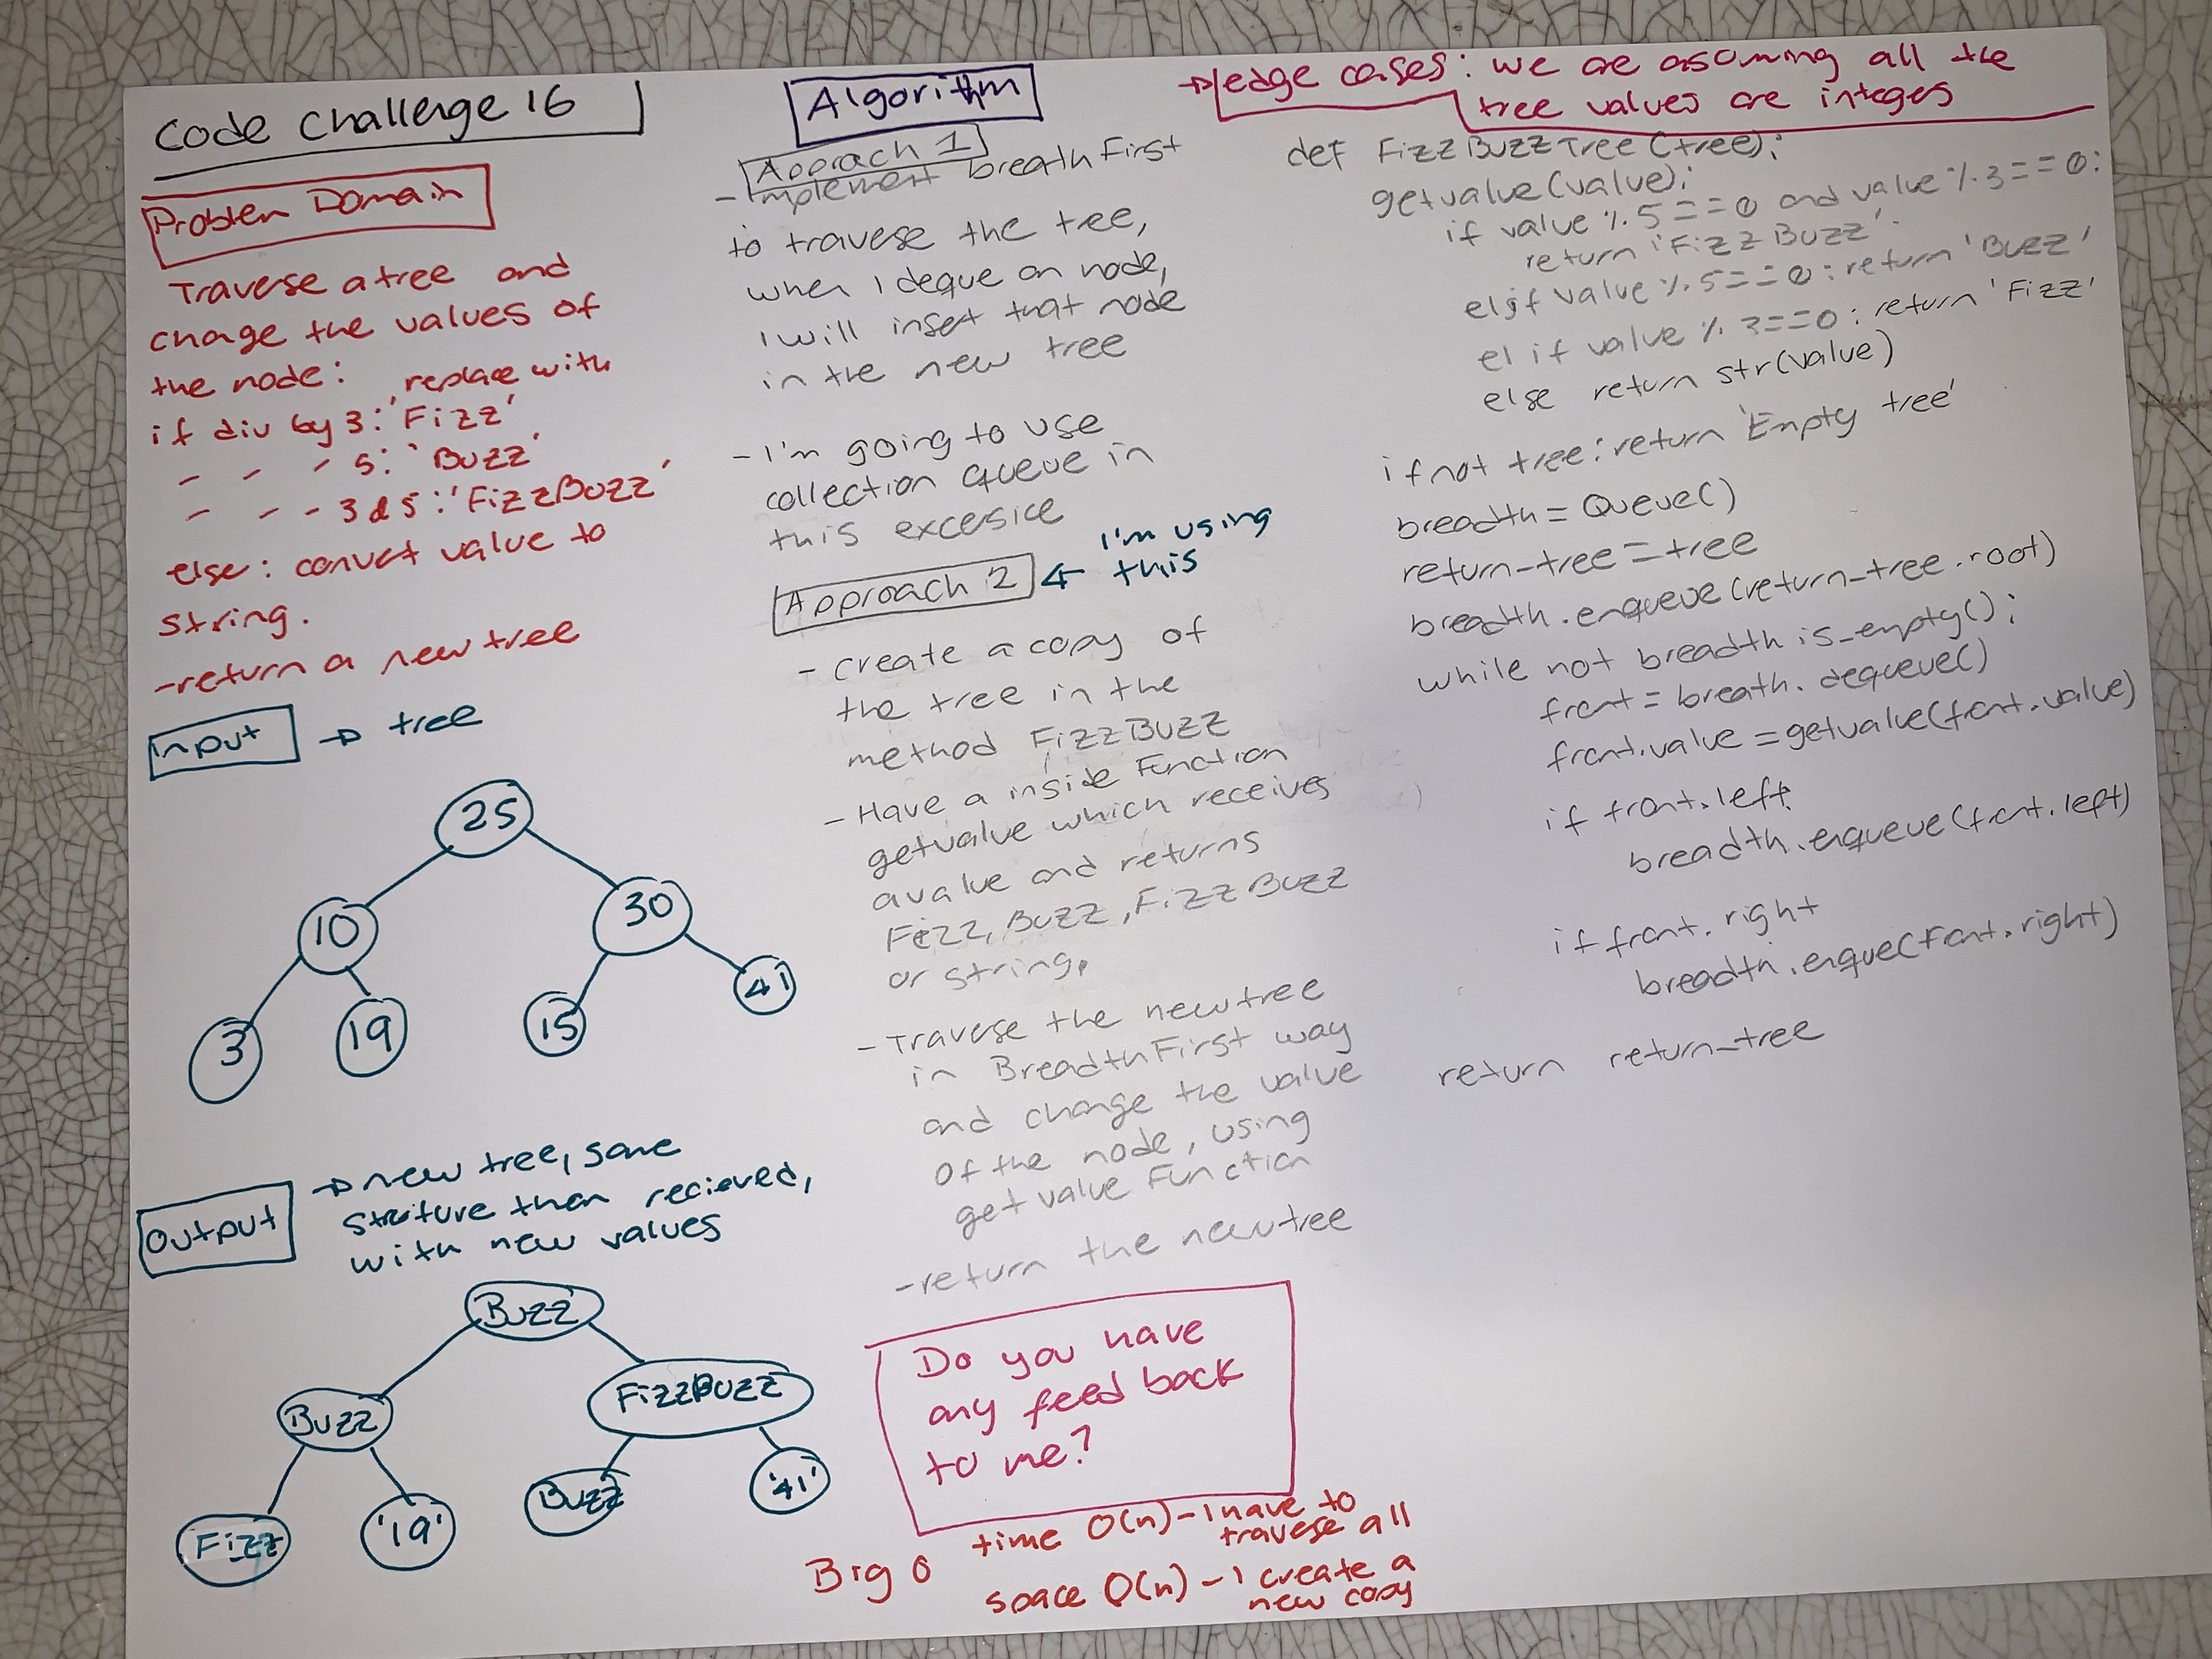 Code Challenge 16
Problem Domain
Traverse a tree and
change the values of
the node: replace with
if div by 3: 'Fizz'
- - - 5: 'Buzz'
- - - 3 & 5: 'FizzBuzz'
else: convert value to
string.
-return a new tree
Input → tree
25
10
30
3
19
15
41
Output
→ new tree, same
struture than recieved,
with new values
Buzz
Buzz
FizzBuzz
Fizz
'19'
Buzz
'41'
Algorithm
Approach 1
- Implement breath First
to travese the tree,
when I deque an node,
I will insert that node
in the new tree
- I'm going to use
collection queue in
this excesice
Approach 2 ← I'm using
this
- Create a copy of
the tree in the
method FizzBuzz
- Have a inside Function
getvalue which receives
a value and returns
Fizz, Buzz, FizzBuzz
or string.
- Travese the new tree
in BreadthFirst way
and change the value
of the node, using
get value Function
- return the new tree
Do you have
any feed back
to me?
Big O
time O(n) - I have to
travese all
space O(n) - I create a
new copy
→ edge cases: we are asouming all the
tree values are integes
def FizzBuzzTree(tree):
getvalue(value):
if value % 5 == 0 and value % 3 == 0:
return 'FizzBuzz'
elif value % 5 == 0: return 'Buzz'
elif value % 3 == 0: return 'Fizz'
else return str(value)
if not tree: return 'Empty tree'
breadth = Queue()
return_tree = tree
breadth.enqueue(return_tree.root)
while not breadth is_empty():
front = breath.dequeue()
front.value = getvalue(front.value)
if front.left:
breadth.enqueue(front.left)
if front.right
breadth.enque(front.right)
return return_tree